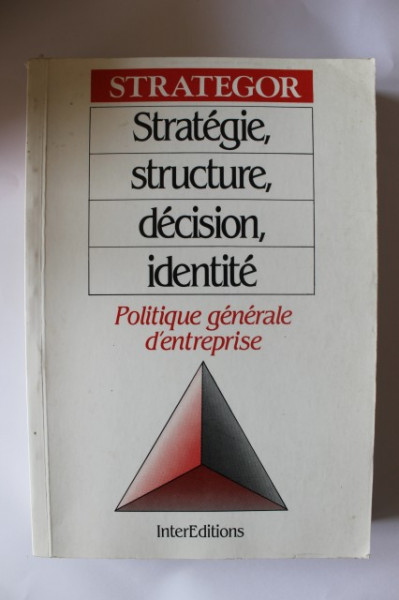 STRATEGOR
Stratégie,
structure,
décision,
identité
Politique générale
d'entreprise
InterEditions